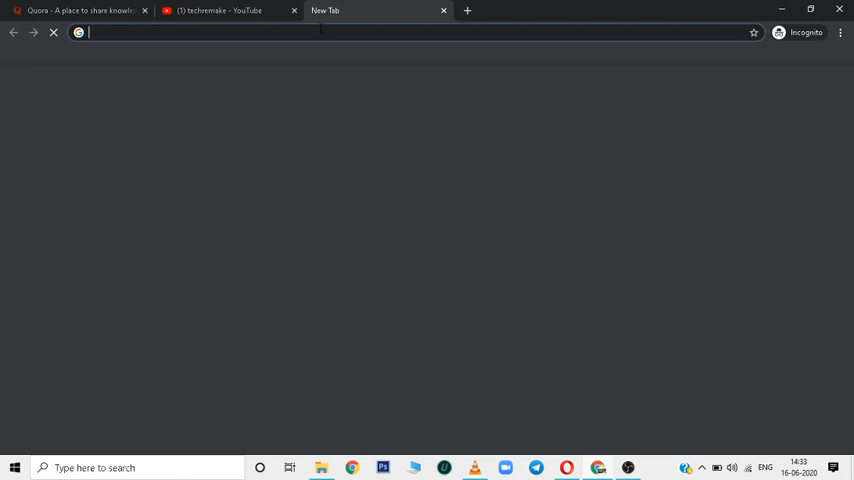 Quora - A place to share knowle
(1) techremake - YouTube
New Tab
Incognito
Type here to search
Ps
ENG
14:33
16-06-2020